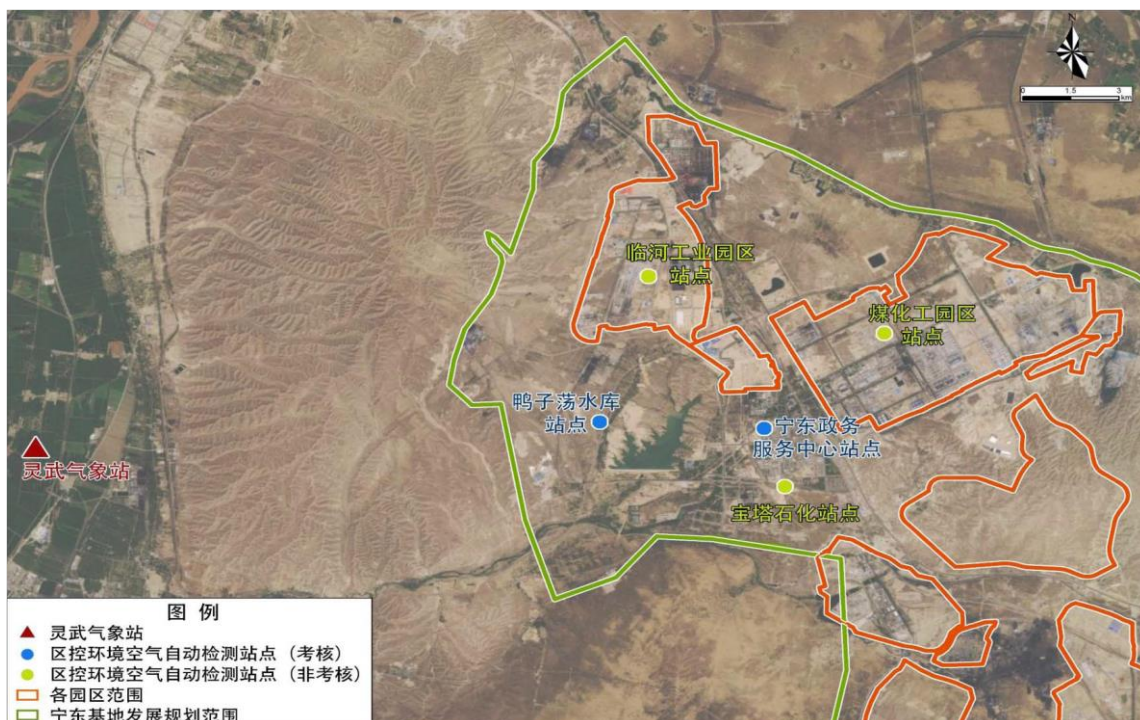 N
0 1.5 3
km
临河工业园区
站点
煤化工园区
站点
鸭子荡水库
站点
宁东政务
服务中心站点
宝塔石化站点
灵武气象站
图 例
灵武气象站
区控环境空气自动检测站点（考核）
区控环境空气自动检测站点（非考核）
各园区范围
宁东基地发展规划范围